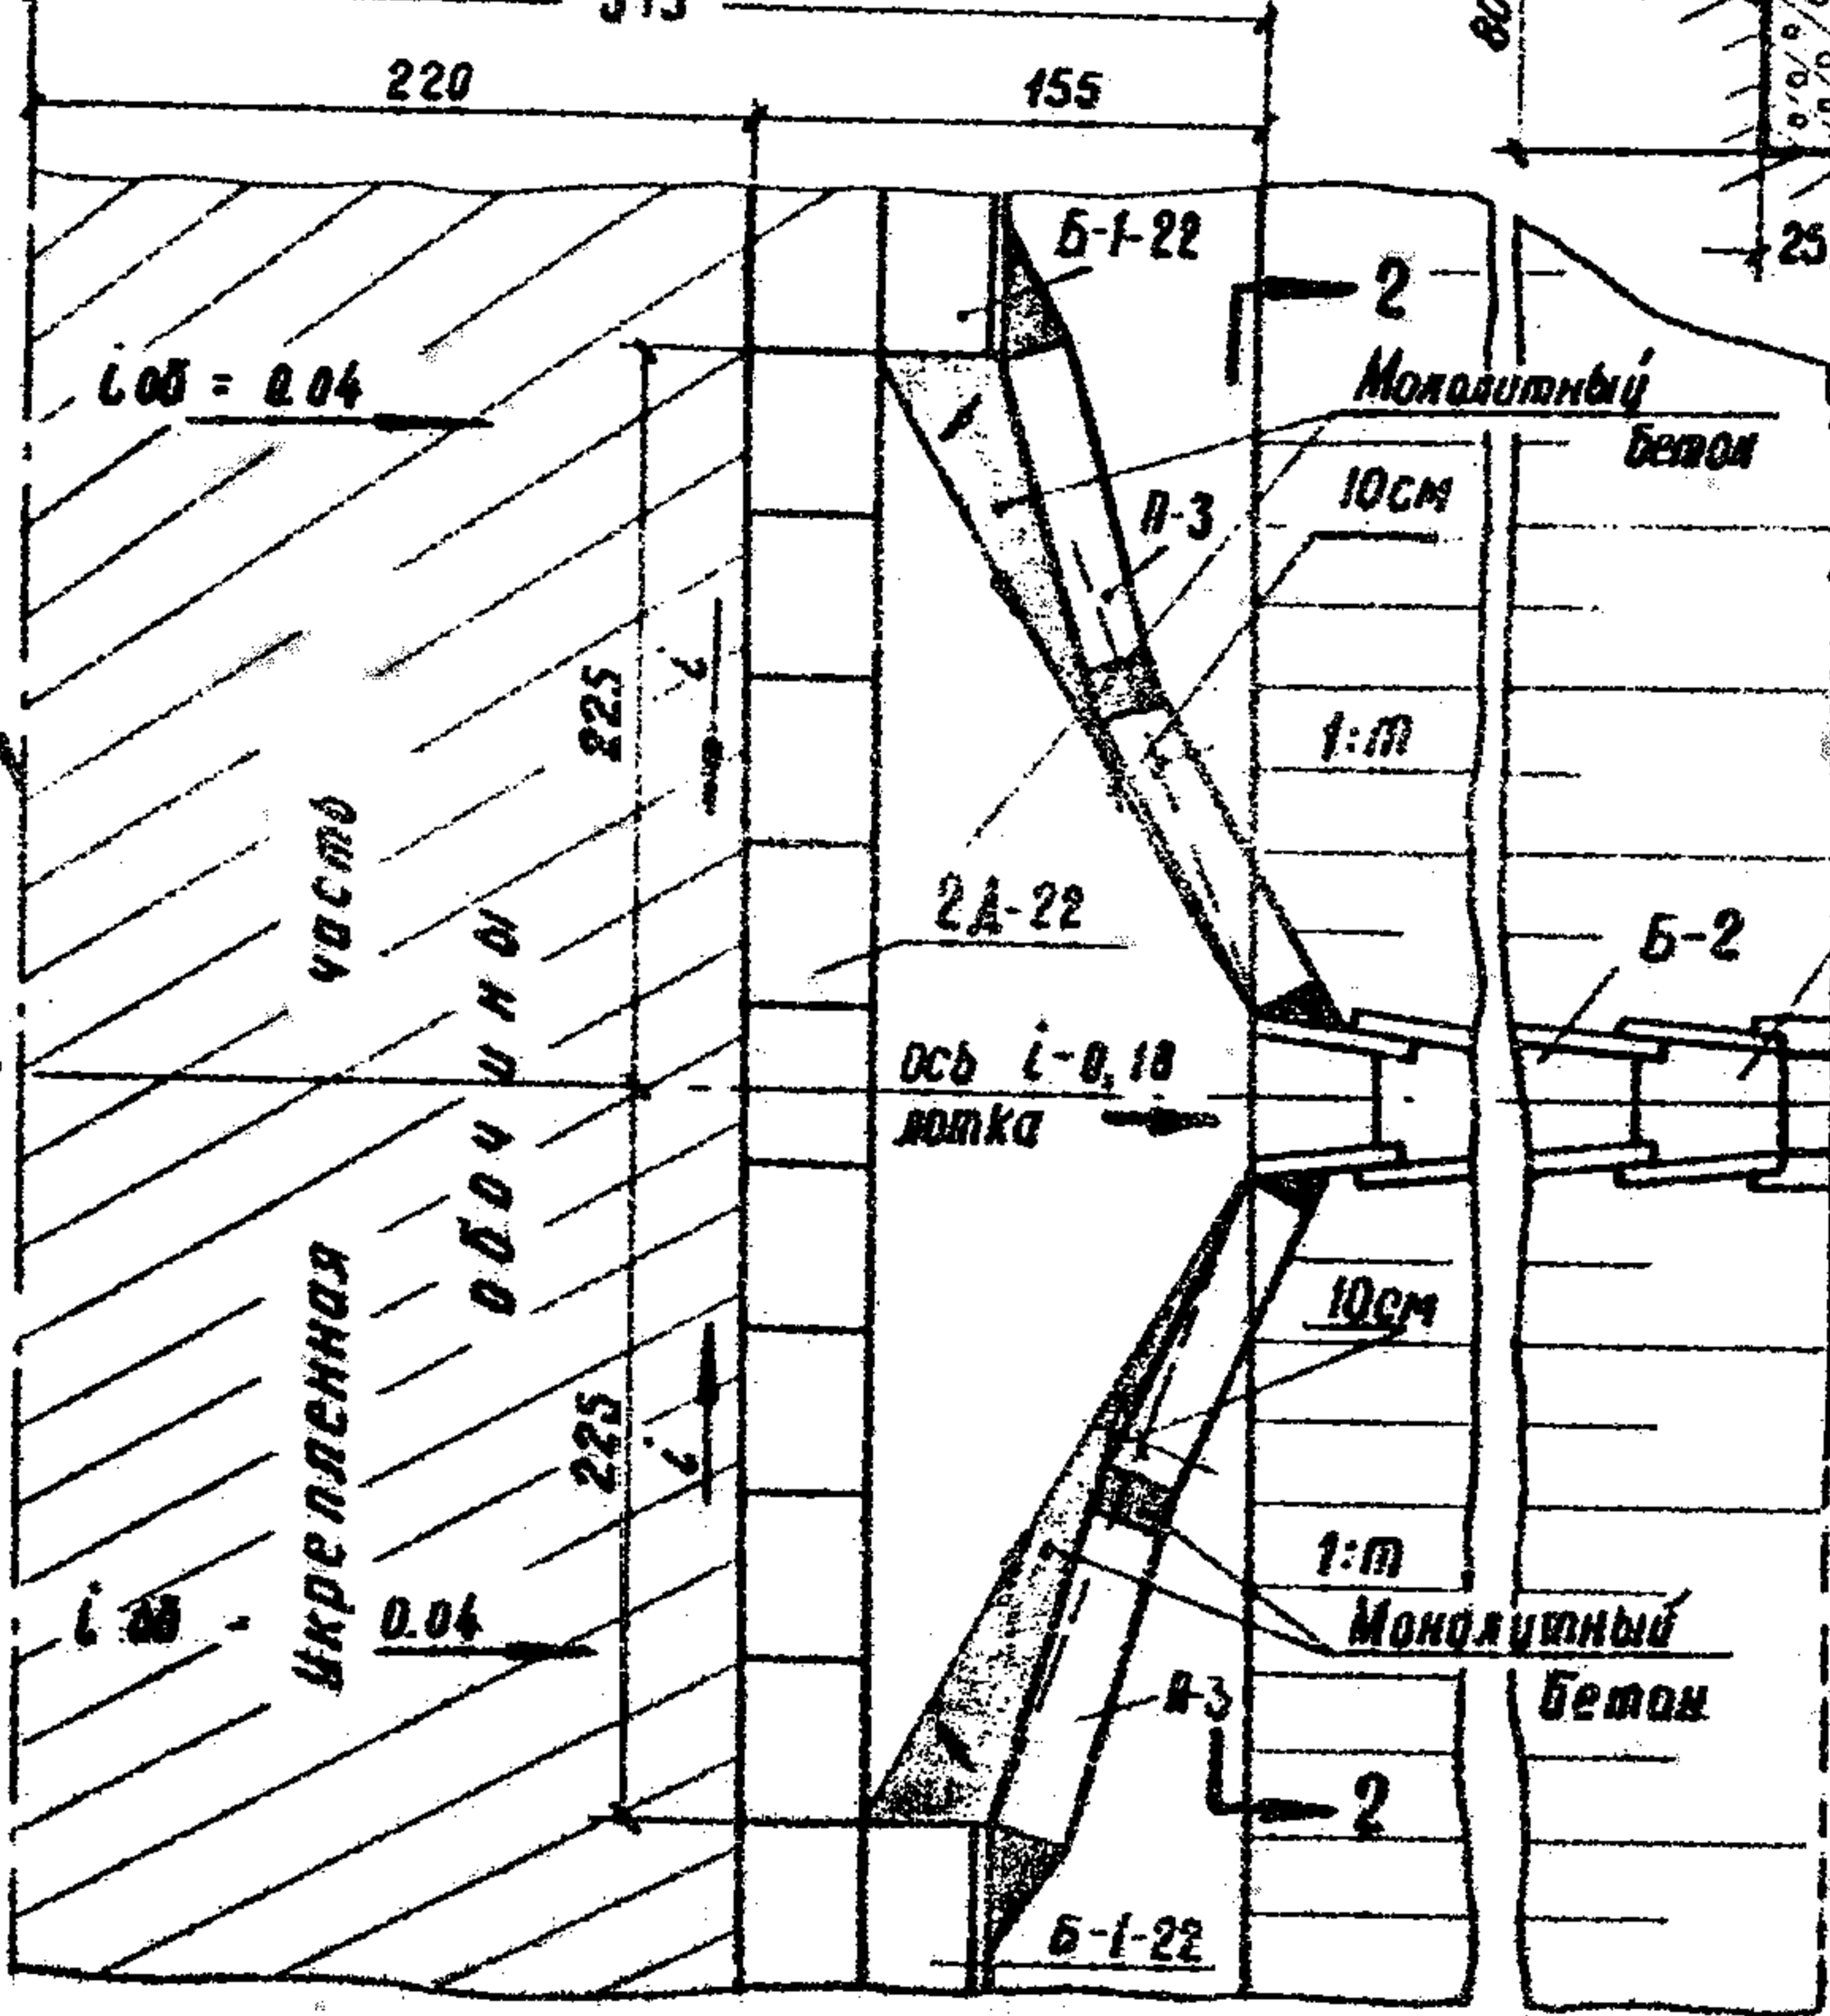 220
155
80
25
Б-1-22
2
i об = 0.04
Монолитный
бетон
10см
П-3
225
i
1:m
часть
2Д-22
обочины
Б-2
ось i-0,18
лотка
Укрепленная
10см
225
i
1:m
i об - 0.04
Монолитный
бетон
П-3
2
Б-1-22